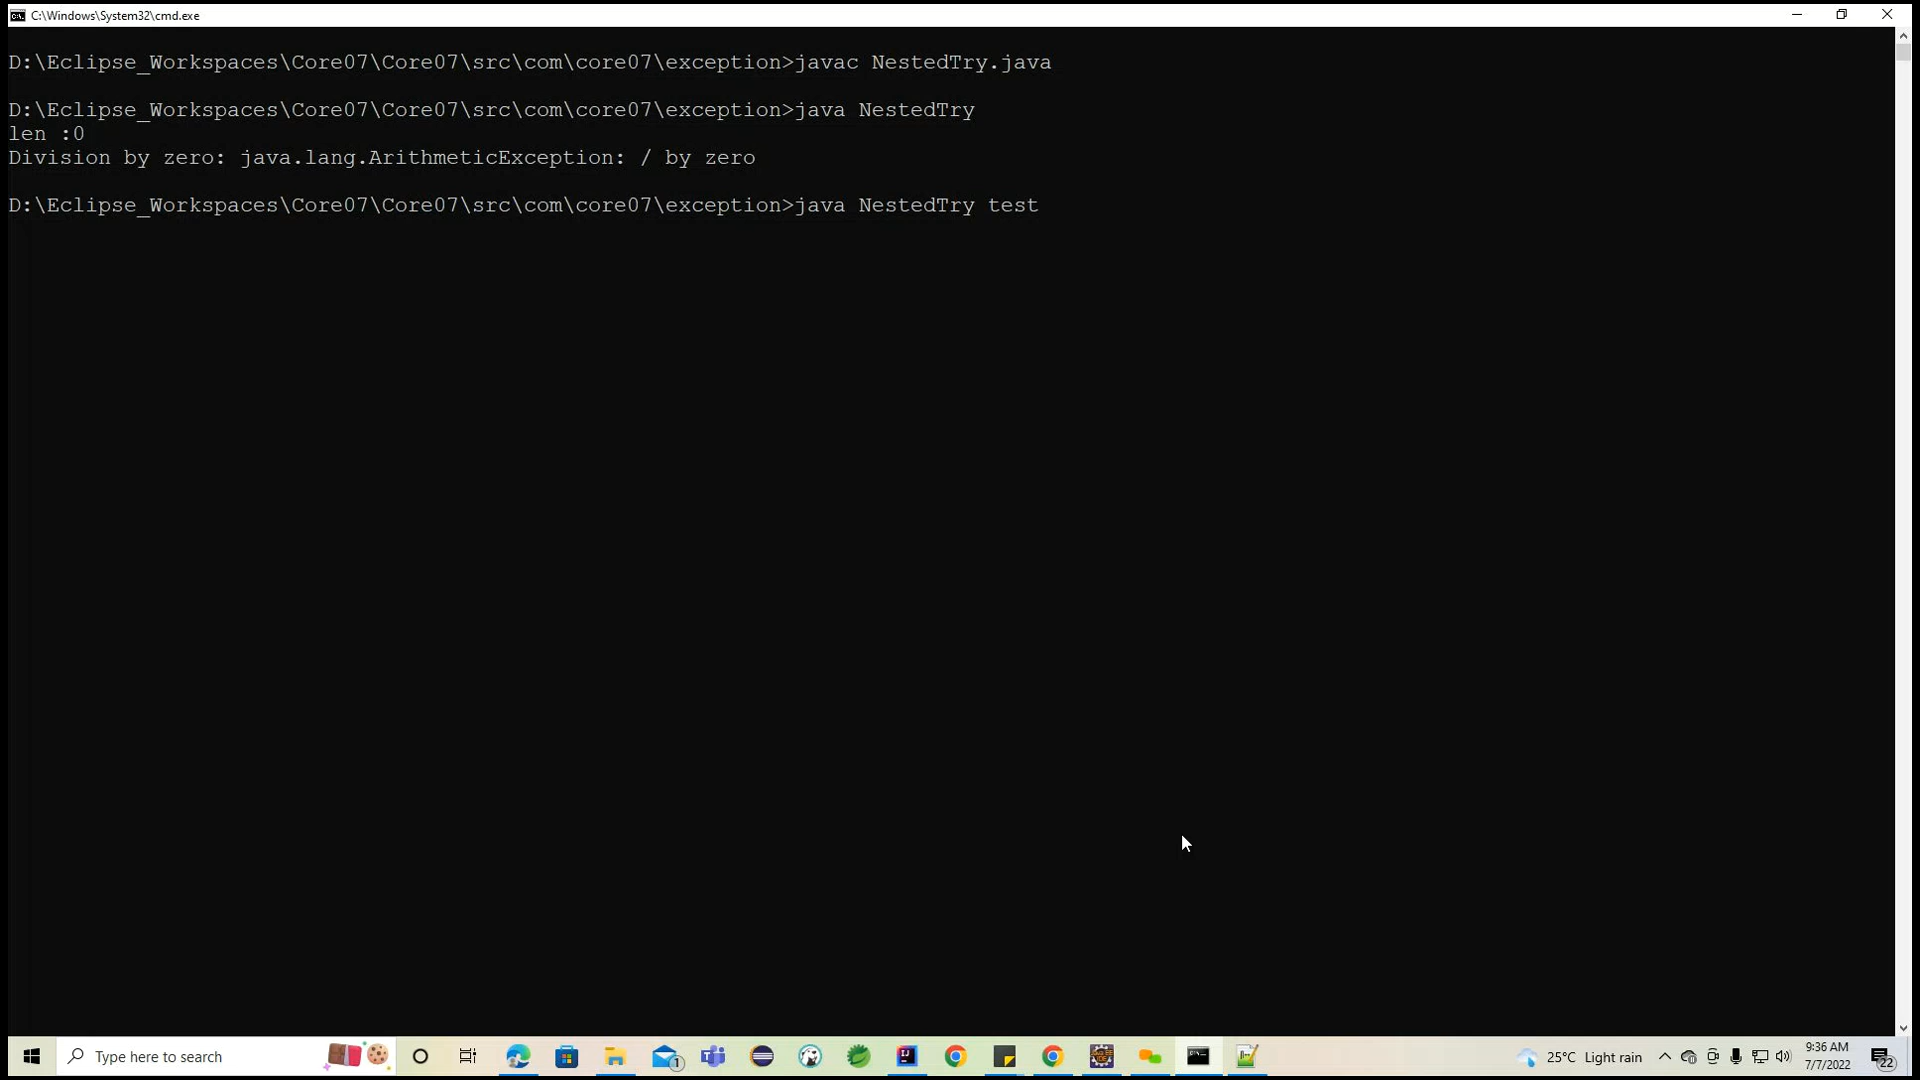 C:\Windows\System32\cmd.exe
D:\Eclipse_Workspaces\Core07\Core07\src\com\core07\exception>javac NestedTry.java
D:\Eclipse_Workspaces\Core07\Core07\src\com\core07\exception>java NestedTry
len :0
Division by zero: java.lang.ArithmeticException: / by zero
D:\Eclipse_Workspaces\Core07\Core07\src\com\core07\exception>java NestedTry test
Type here to search
1
25°C Light rain
9:36 AM
7/7/2022
22